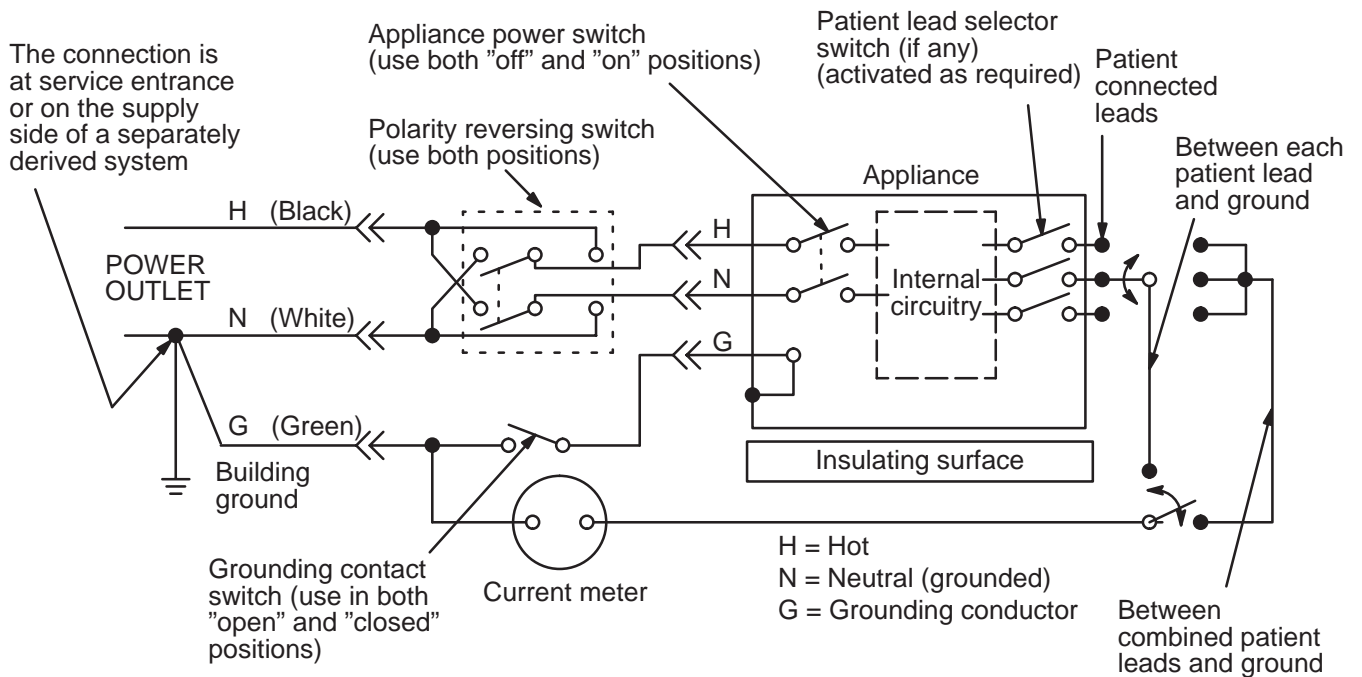 The connection is
at service entrance
or on the supply
side of a separately
derived system
Appliance power switch
(use both ”off” and ”on” positions)
Patient lead selector
switch (if any)
(activated as required)
Patient
connected
leads
Polarity reversing switch
(use both positions)
Between each
patient lead
and ground
Appliance
H (Black)
H
POWER
OUTLET
N
Internal
circuitry
N (White)
G
G (Green)
Building
ground
Insulating surface
Grounding contact
switch (use in both
”open” and ”closed”
positions)
Current meter
H = Hot
N = Neutral (grounded)
G = Grounding conductor
Between
combined patient
leads and ground